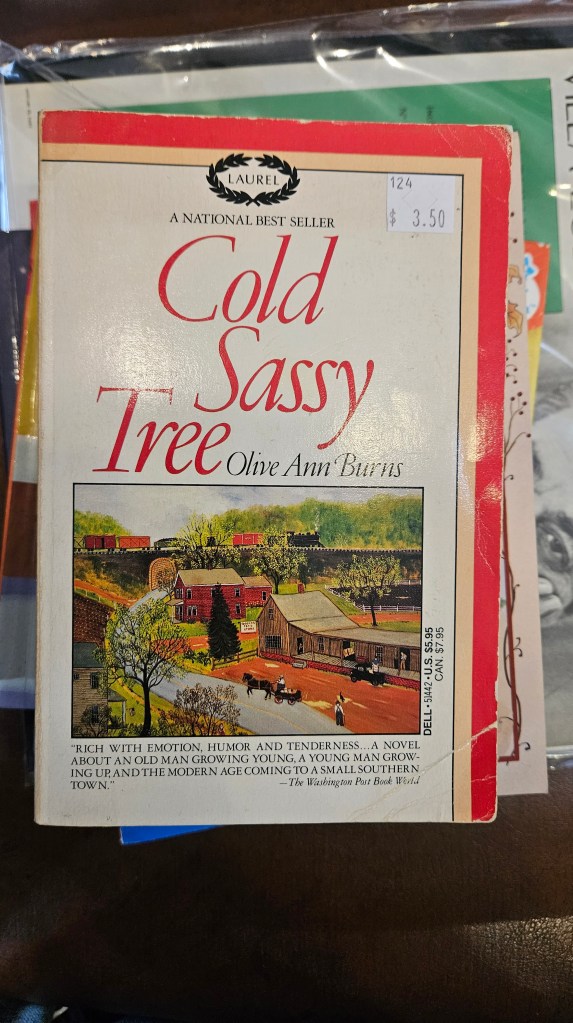 LAUREL
124
$ 3.50
A NATIONAL BEST SELLER
Cold
Sassy
Tree
Olive Ann Burns
DELL • 51442 • U.S. $5.95
CAN. $7.95
"RICH WITH EMOTION, HUMOR AND TENDERNESS...A NOVEL
ABOUT AN OLD MAN GROWING YOUNG, A YOUNG MAN GROW-
ING UP, AND THE MODERN AGE COMING TO A SMALL SOUTHERN
TOWN."
—The Washington Post Book World